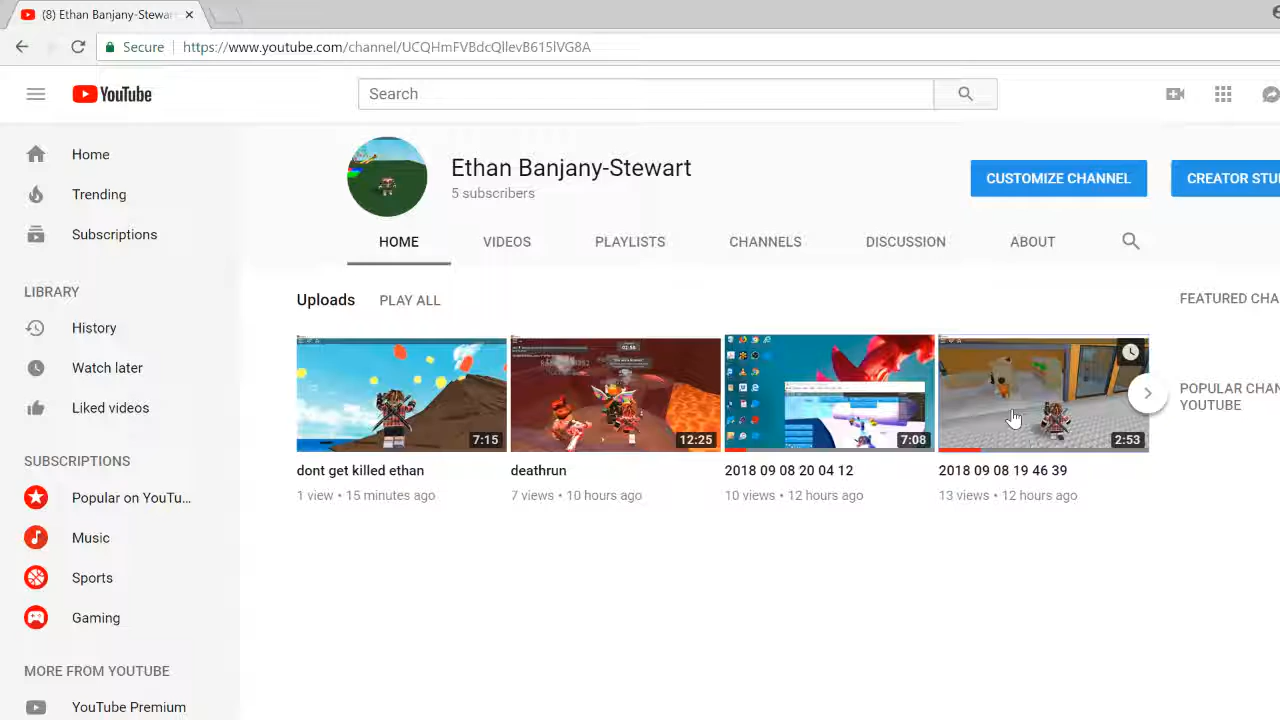 (8) Ethan Banjany-Stewar
Secure
https://www.youtube.com/channel/UCQHmFVBdcQllevB615lVG8A
YouTube
Search
Home
Trending
Subscriptions
LIBRARY
History
Watch later
Liked videos
SUBSCRIPTIONS
Popular on YouTu...
Music
Sports
Gaming
MORE FROM YOUTUBE
YouTube Premium
Ethan Banjany-Stewart
5 subscribers
CUSTOMIZE CHANNEL
CREATOR STU
HOME VIDEOS PLAYLISTS CHANNELS DISCUSSION ABOUT
Uploads PLAY ALL
7:15
dont get killed ethan
1 view • 15 minutes ago
12:25
deathrun
7 views • 10 hours ago
7:08
2018 09 08 20 04 12
10 views • 12 hours ago
2:53
2018 09 08 19 46 39
13 views • 12 hours ago
FEATURED CHA
POPULAR CHAN
YOUTUBE